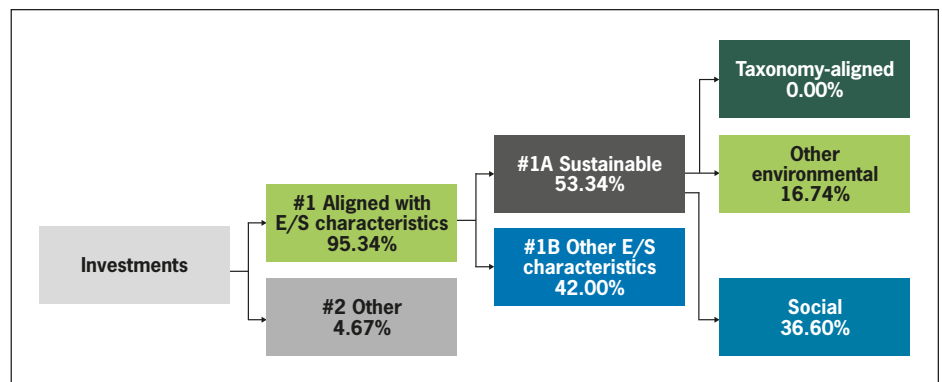 Investments
#1 Aligned with
E/S characteristics
95.34%
#2 Other
4.67%
#1A Sustainable
53.34%
#1B Other E/S
characteristics
42.00%
Taxonomy-aligned
0.00%
Other
environmental
16.74%
Social
36.60%